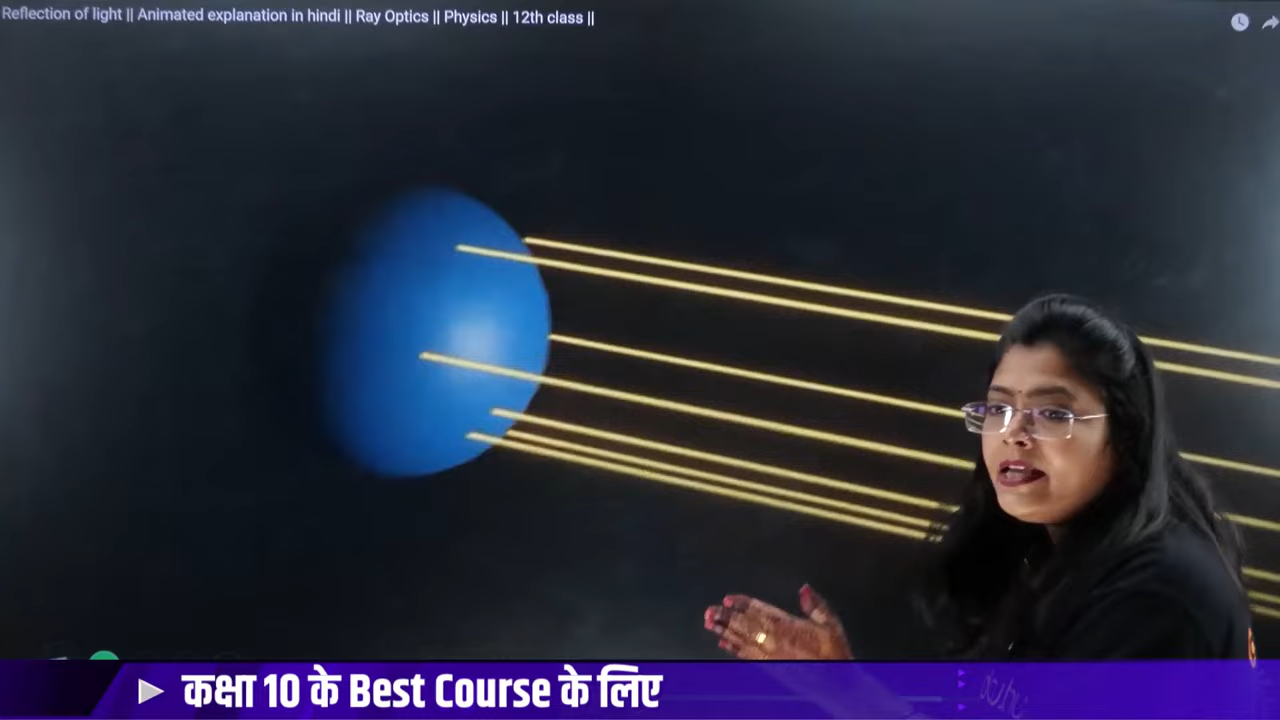 Reflection of light || Animated explanation in hindi || Ray Optics || Physics || 12th class ||
कक्षा 10 के Best Course के लिए